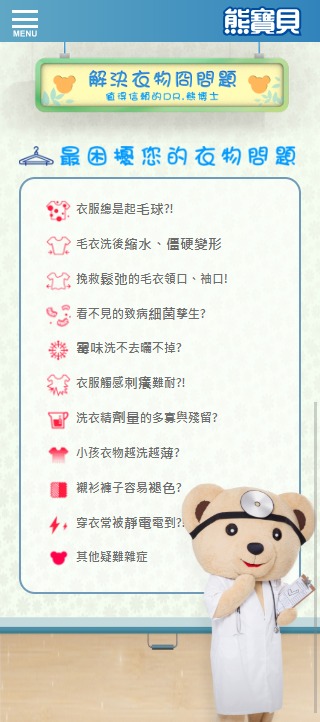 MENU
熊寶貝
解決衣物問題
值得信賴的DR.熊博士
最困擾您的衣物問題
衣服總是起毛球?!
毛衣洗後縮水、僵硬變形
挽救鬆弛的毛衣領口、袖口!
看不見的致病細菌孳生?
霉味洗不去曬不掉?
衣服觸感刺癢難耐?!
洗衣精劑量的多寡與殘留?
小孩衣物越洗越薄?
襯衫褲子容易褪色?
穿衣常被靜電電到?!
其他疑難雜症